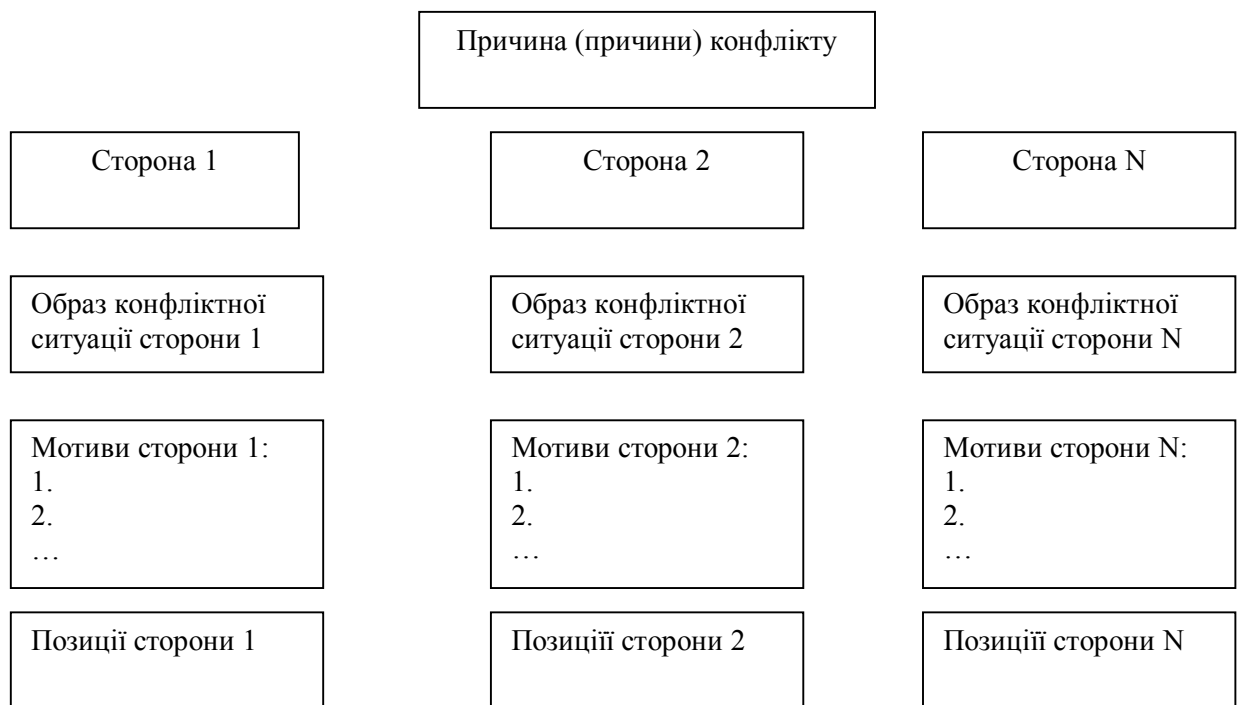 Причина (причини) конфлікту
Сторона 1
Сторона 2
Сторона N
Образ конфліктної
ситуації сторони 1
Образ конфліктної
ситуації сторони 2
Образ конфліктної
ситуації сторони N
Мотиви сторони 1:
1.
2.
…
Мотиви сторони 2:
1.
2.
…
Мотиви сторони N:
1.
2.
…
Позиції сторони 1
Позиціїї сторони 2
Позиціїї сторони N